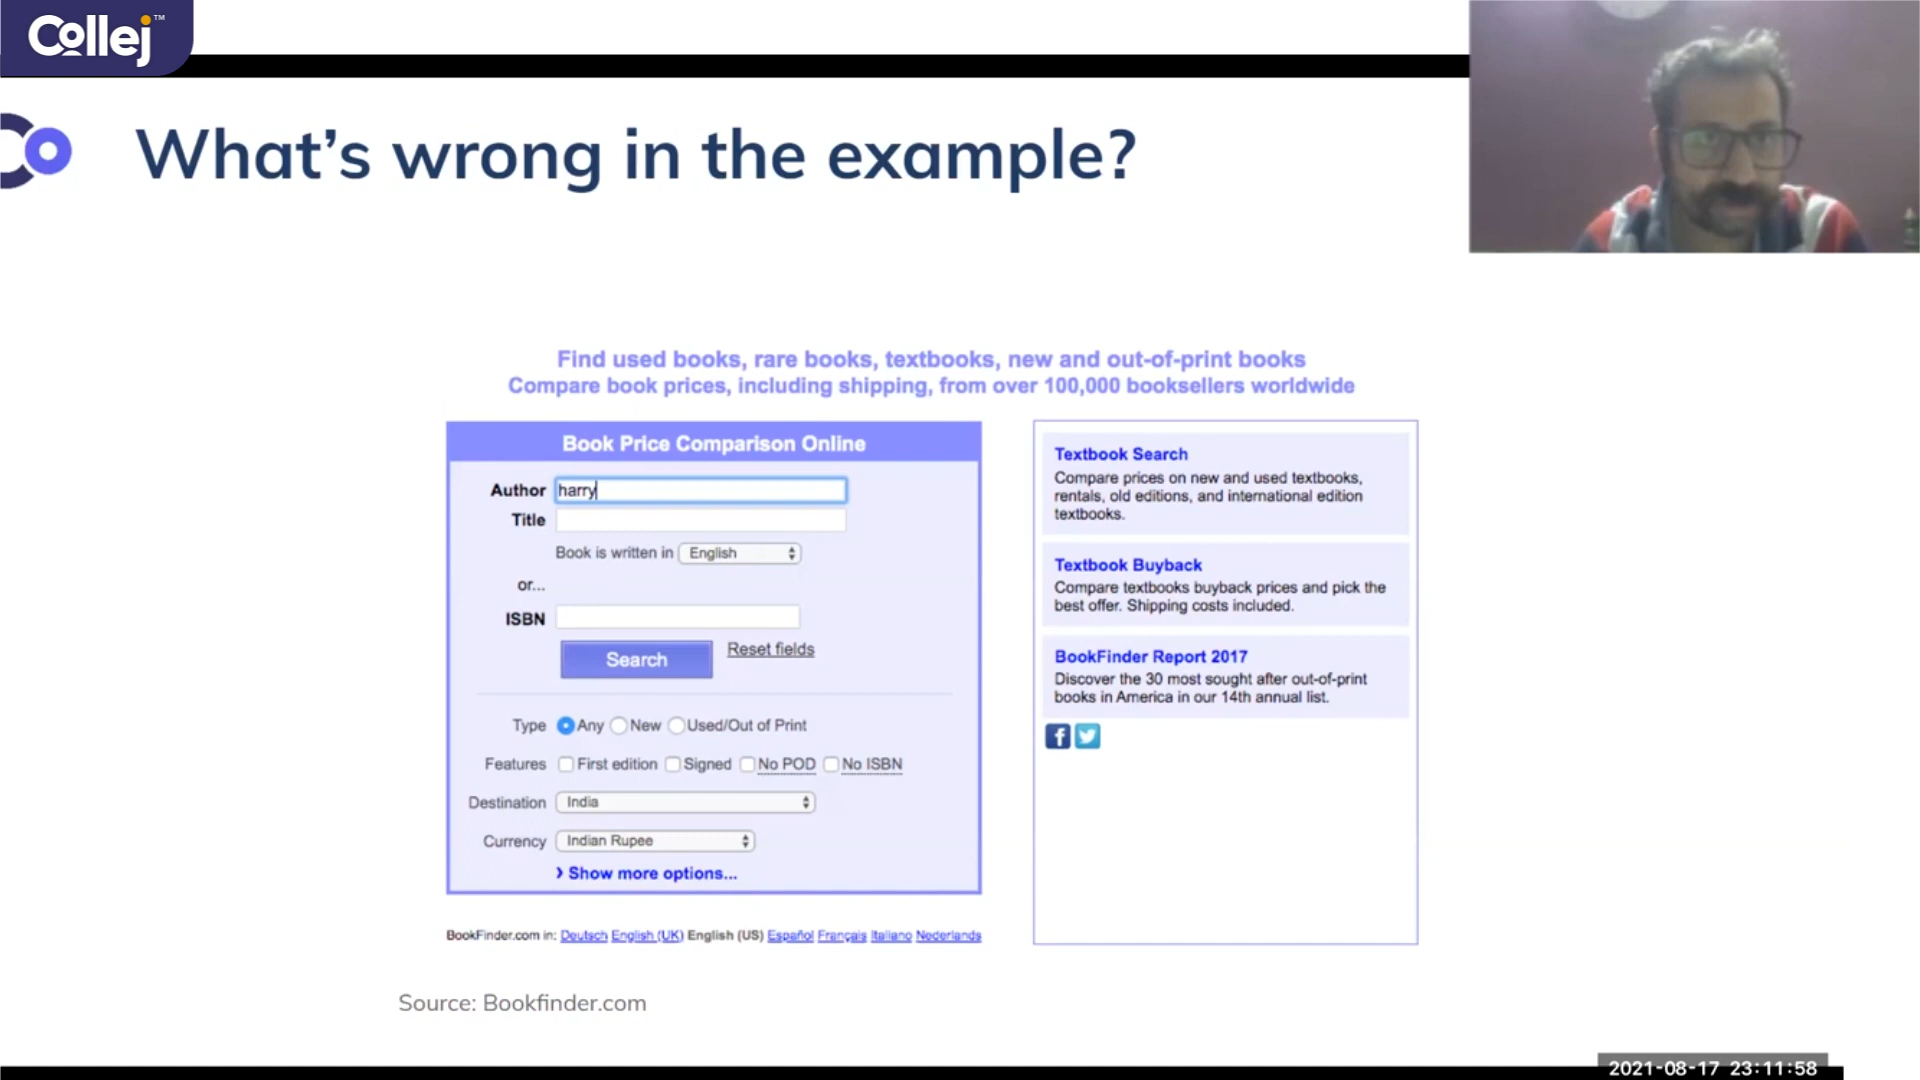 Collej™
What's wrong in the example?
Find used books, rare books, textbooks, new and out-of-print books
Compare book prices, including shipping, from over 100,000 booksellers worldwide
Book Price Comparison Online
Author harry
Title
Book is written in English
or...
ISBN
Search Reset fields
Type Any New Used/Out of Print
Features First edition Signed No POD No ISBN
Destination India
Currency Indian Rupee
› Show more options...
BookFinder.com in: Deutsch English (UK) English (US) Español Français Italiano Nederlands
Textbook Search
Compare prices on new and used textbooks,
rentals, old editions, and international edition
textbooks.
Textbook Buyback
Compare textbooks buyback prices and pick the
best offer. Shipping costs included.
BookFinder Report 2017
Discover the 30 most sought after out-of-print
books in America in our 14th annual list.
Source: Bookfinder.com
2021-08-17 23:11:58